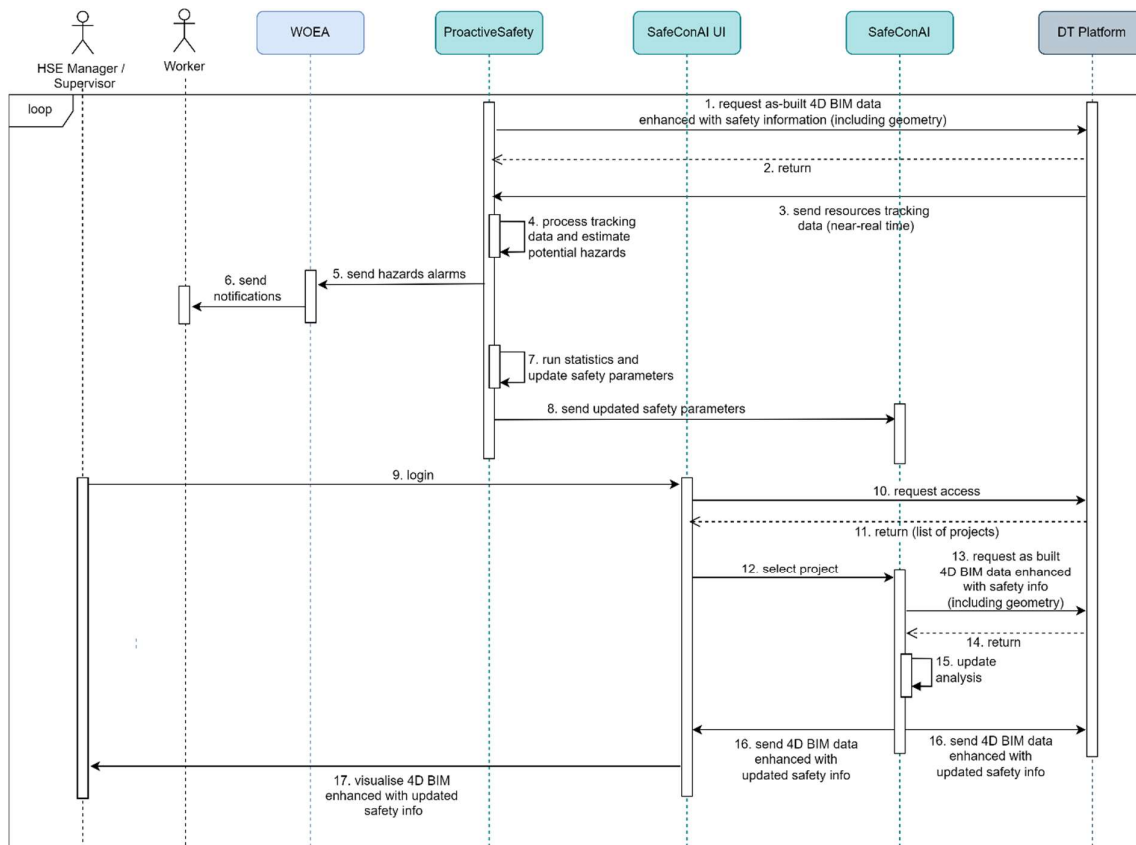 HSE Manager /
Supervisor
Worker
WOEA
ProactiveSafety
SafeConAI UI
SafeConAI
DT Platform
loop
1. request as-built 4D BIM data
enhanced with safety information (including geometry)
2. return
3. send resources tracking
data (near-real time)
4. process tracking
data and estimate
potential hazards
5. send hazards alarms
6. send
notifications
7. run statistics and
update safety parameters
8. send updated safety parameters
9. login
10. request access
11. return (list of projects)
12. select project
13. request as built
4D BIM data enhanced
with safety info
(including geometry)
14. return
15. update
analysis
16. send 4D BIM data
enhanced with
updated safety info
16. send 4D BIM data
enhanced with
updated safety info
17. visualise 4D BIM
enhanced with updated
safety info